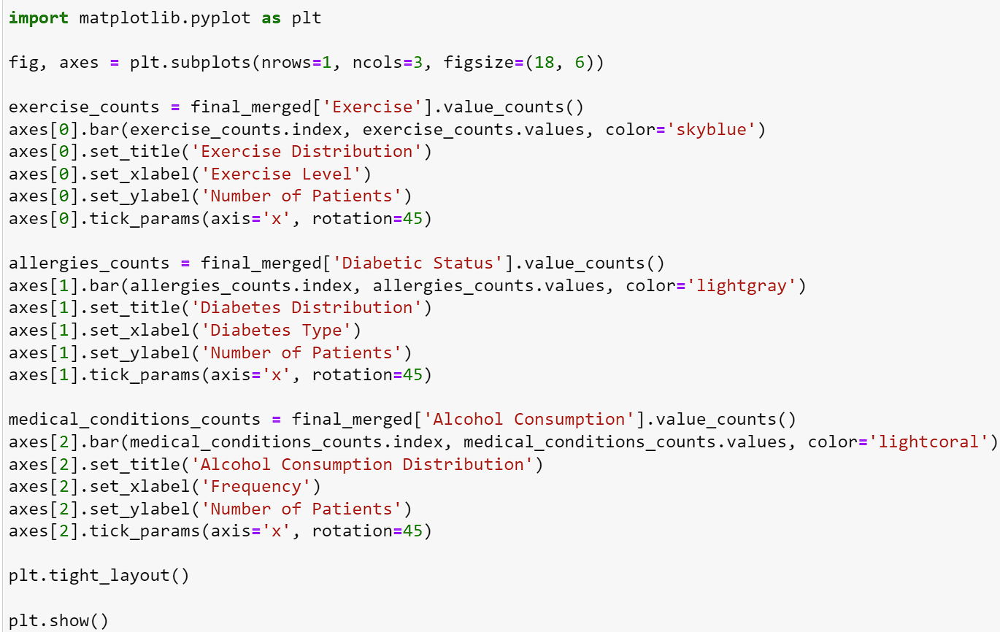 import matplotlib.pyplot as plt
fig, axes = plt.subplots(nrows=1, ncols=3, figsize=(18, 6))
exercise_counts = final_merged['Exercise'].value_counts()
axes[0].bar(exercise_counts.index, exercise_counts.values, color='skyblue')
axes[0].set_title('Exercise Distribution')
axes[0].set_xlabel('Exercise Level')
axes[0].set_ylabel('Number of Patients')
axes[0].tick_params(axis='x', rotation=45)
allergies_counts = final_merged['Diabetic Status'].value_counts()
axes[1].bar(allergies_counts.index, allergies_counts.values, color='lightgray')
axes[1].set_title('Diabetes Distribution')
axes[1].set_xlabel('Diabetes Type')
axes[1].set_ylabel('Number of Patients')
axes[1].tick_params(axis='x', rotation=45)
medical_conditions_counts = final_merged['Alcohol Consumption'].value_counts()
axes[2].bar(medical_conditions_counts.index, medical_conditions_counts.values, color='lightcoral')
axes[2].set_title('Alcohol Consumption Distribution')
axes[2].set_xlabel('Frequency')
axes[2].set_ylabel('Number of Patients')
axes[2].tick_params(axis='x', rotation=45)
plt.tight_layout()
plt.show()